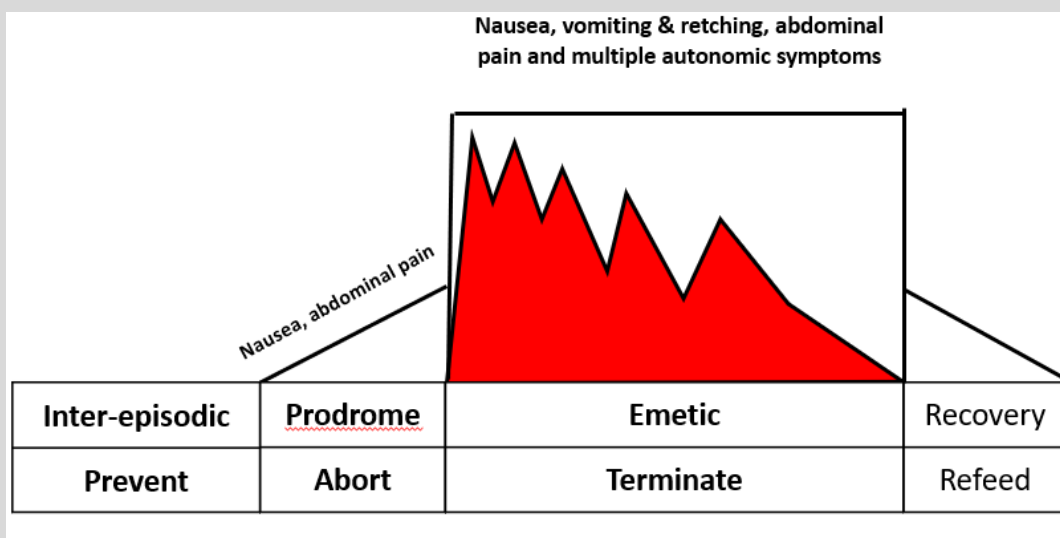 Nausea, vomiting & retching, abdominal
pain and multiple autonomic symptoms
Nausea, abdominal pain
Inter-episodic Prodrome Emetic Recovery
Prevent Abort Terminate Refeed